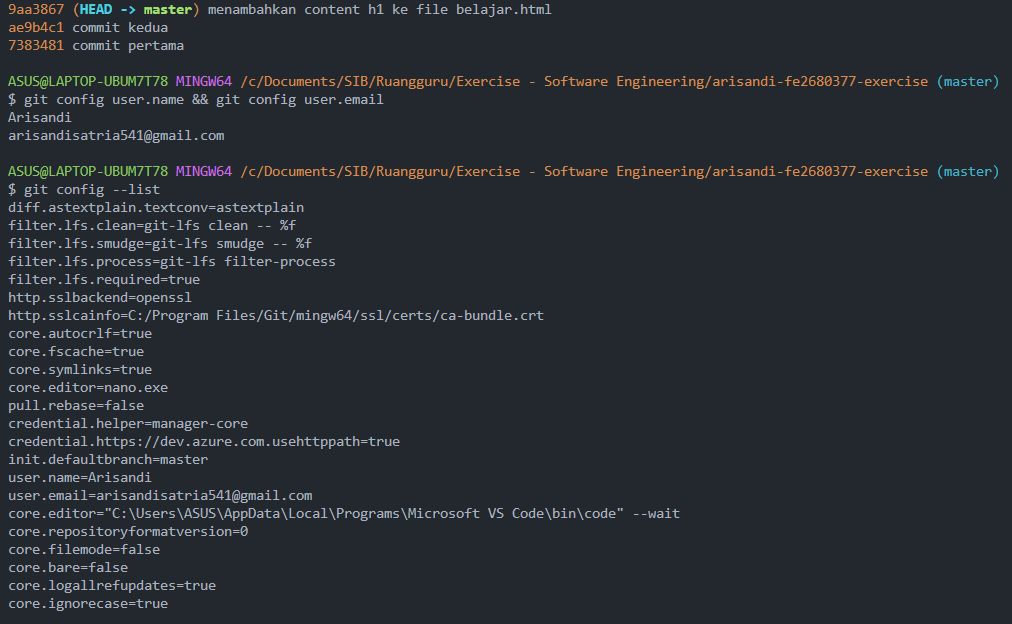 9aa3867 (HEAD -> master) menambahkan content h1 ke file belajar.html
ae9b4c1 commit kedua
7383481 commit pertama
ASUS@LAPTOP-UBUM7T78 MINGW64 /c/Documents/SIB/Ruangguru/Exercise - Software Engineering/arisandi-fe2680377-exercise (master)
$ git config user.name && git config user.email
Arisandi
arisandisatria541@gmail.com
ASUS@LAPTOP-UBUM7T78 MINGW64 /c/Documents/SIB/Ruangguru/Exercise - Software Engineering/arisandi-fe2680377-exercise (master)
$ git config --list
diff.astextplain.textconv=astextplain
filter.lfs.clean=git-lfs clean -- %f
filter.lfs.smudge=git-lfs smudge -- %f
filter.lfs.process=git-lfs filter-process
filter.lfs.required=true
http.sslbackend=openssl
http.sslcainfo=C:/Program Files/Git/mingw64/ssl/certs/ca-bundle.crt
core.autocrlf=true
core.fscache=true
core.symlinks=true
core.editor=nano.exe
pull.rebase=false
credential.helper=manager-core
credential.https://dev.azure.com.usehttppath=true
init.defaultbranch=master
user.name=Arisandi
user.email=arisandisatria541@gmail.com
core.editor="C:\Users\ASUS\AppData\Local\Programs\Microsoft VS Code\bin\code" --wait
core.repositoryformatversion=0
core.filemode=false
core.bare=false
core.logallrefupdates=true
core.ignorecase=true